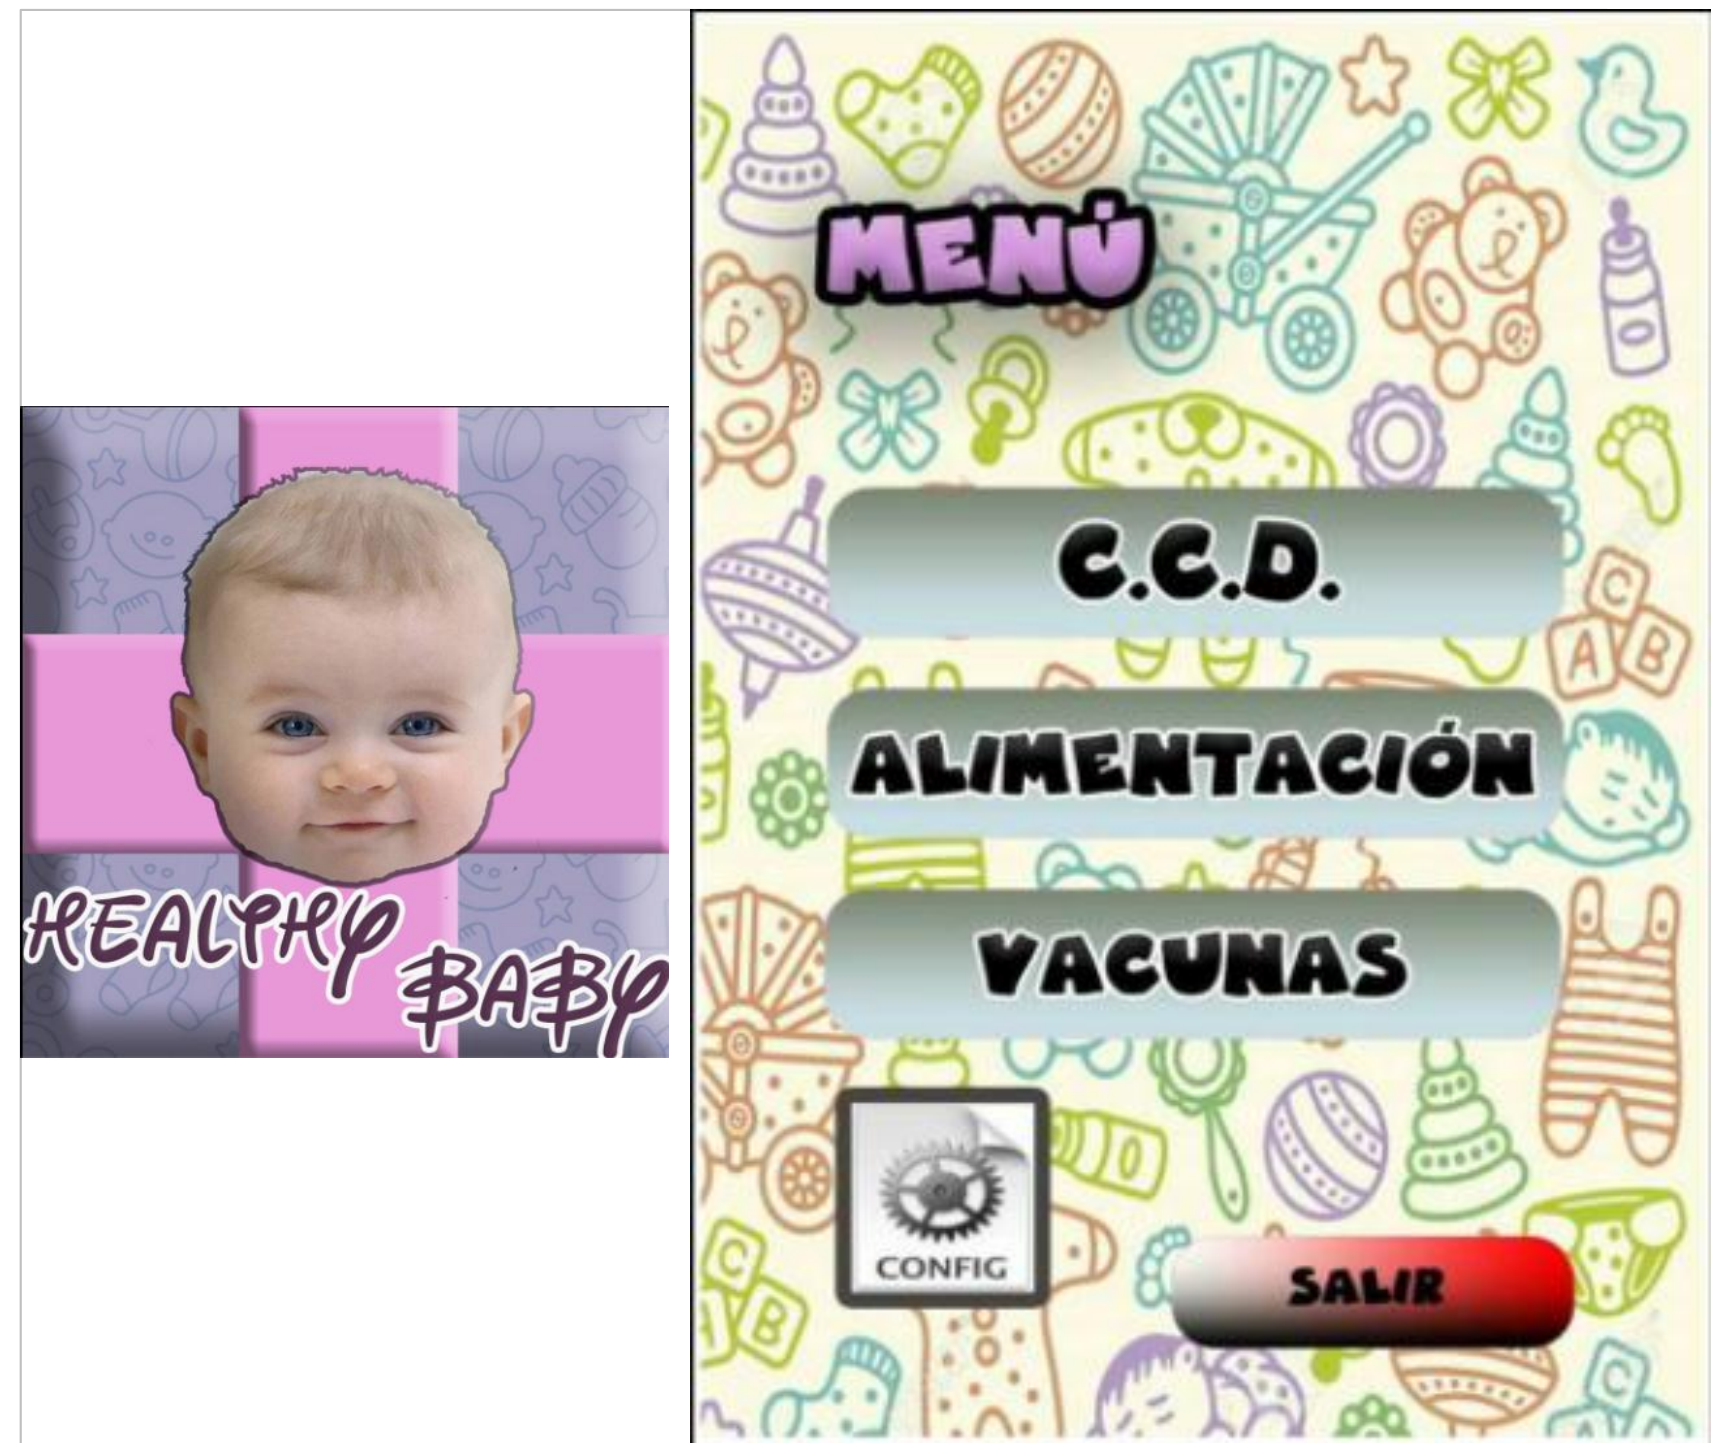 HEALTHY
BABY
MENÚ
C.C.D.
ALIMENTACIÓN
VACUNAS
CONFIG
SALIR
C
A B
C
A B
C